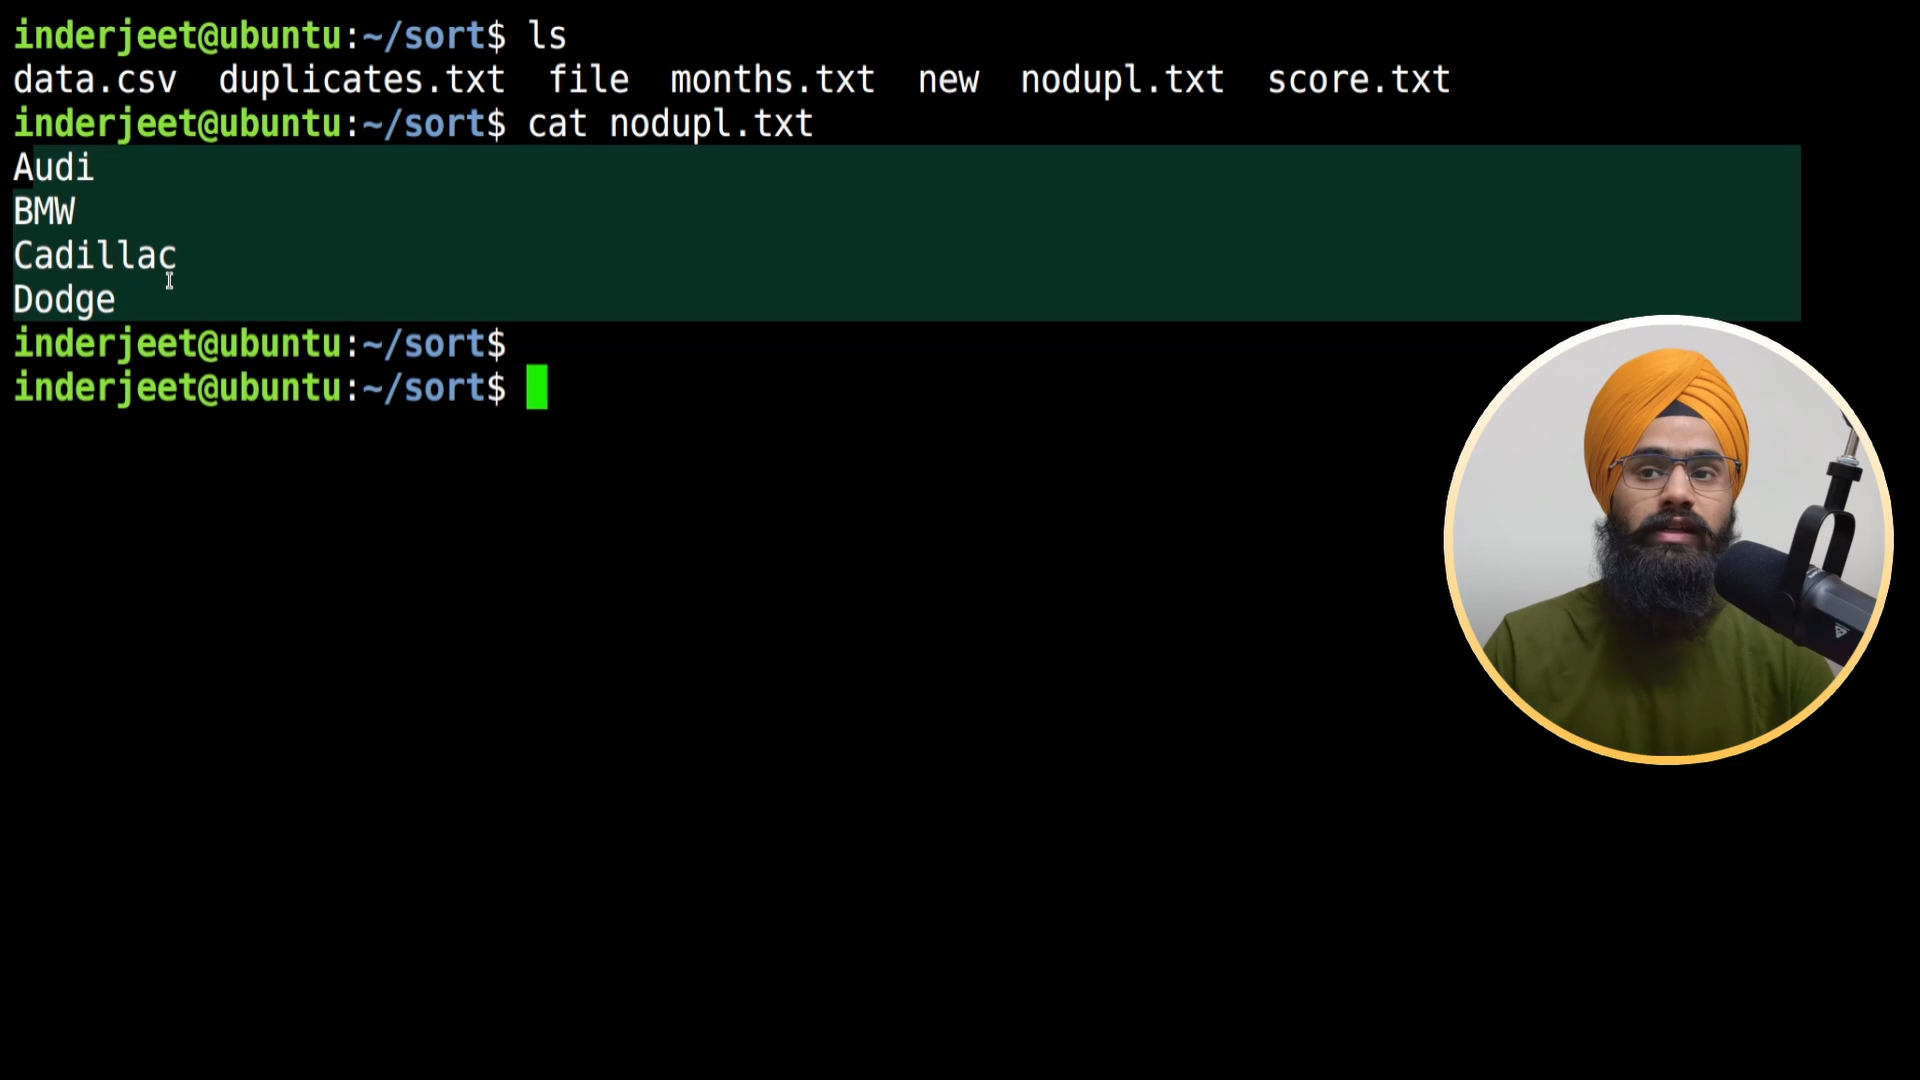 inderjeet@ubuntu:~/sort$ ls
data.csv  duplicates.txt  file  months.txt  new  nodupl.txt  score.txt
inderjeet@ubuntu:~/sort$ cat nodupl.txt
Audi
BMW
Cadillac
Dodge
inderjeet@ubuntu:~/sort$
inderjeet@ubuntu:~/sort$